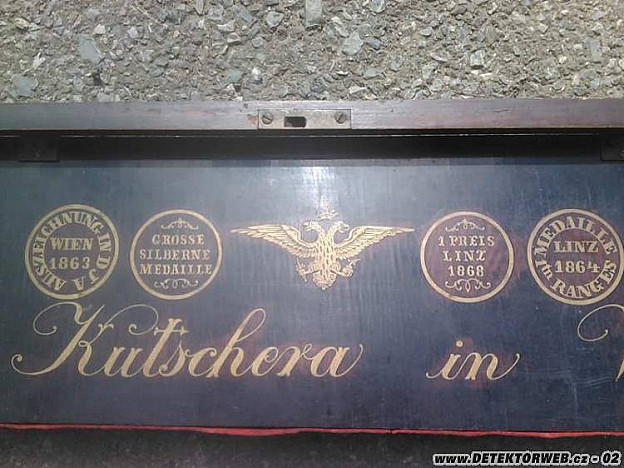 AUSZEICHNUNG IN D J A
WIEN
1863
GROSSE
SILBERNE
MEDAILLE
1 PREIS
LINZ
1868
MEDAILLE
LINZ
1864
1ten RANGES
Kutschera in
www.DETEKTORWEB.cz - 02